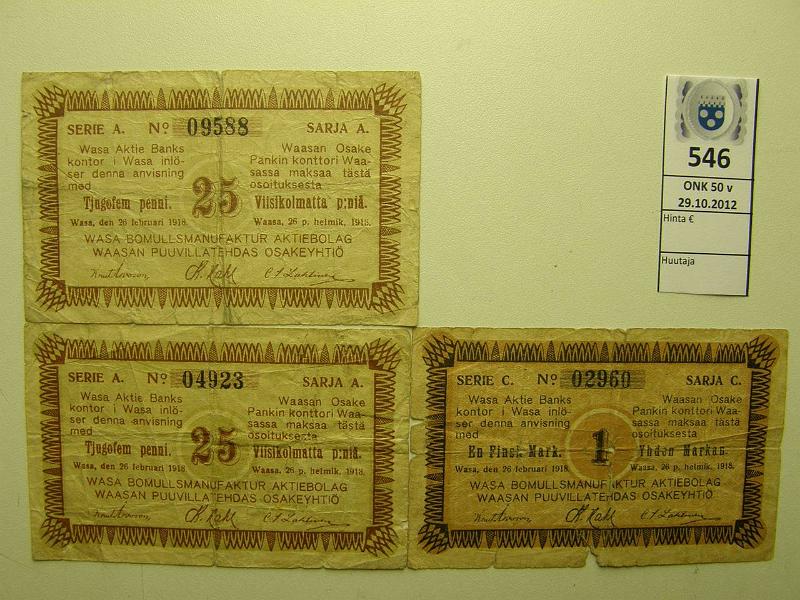 SERIE A. No 09588 SARJA A.
Wasa Aktie Banks
kontor i Wasa inlö-
ser denna anvisning
med
Tjugofem penni.
Wasa, den 26 februari 1918.
25
Waasan Osake
Pankin konttori Waa-
sassa maksaa tästä
osoituksesta
Viisikolmatta p:niä.
Waasa, 26 p. helmik. 1918.
WASA BOMULLSMANUFAKTUR AKTIEBOLAG
WAASAN PUUVILLATEHDAS OSAKEYHTIÖ
546
ONK 50 v
29.10.2012
Hinta €
Huutaja
SERIE A. No 04923 SARJA A.
Wasa Aktie Banks
kontor i Wasa inlö-
ser denna anvisning
med
Tjugofem penni.
Wasa, den 26 februari 1918
25
Waasan Osake
Pankin konttori Waa-
sassa maksaa tästä
osoituksesta
Viisikolmatta p:niä.
Waasa, 26 p. helmik. 1918.
WASA BOMULLSMANUFAKTUR AKTIEBOLAG
WAASAN PUUVILLATEHDAS OSAKEYHTIÖ
SERIE C. No 02960 SARJA C.
Wasa Aktie Banks
kontor i Wasa inlö-
ser denna anvisning
med
En Finsk Mark.
Wasa, den 26 februari 1918
1
Waasan Osake
Pankin konttori Waa-
sassa maksaa tästä
osoituksesta
Yhden Markan.
Waasa, 26 p. helmik. 1918.
WASA BOMULLSMANUFAKTUR AKTIEBOLAG
WAASAN PUUVILLATEHDAS OSAKEYHTIÖ